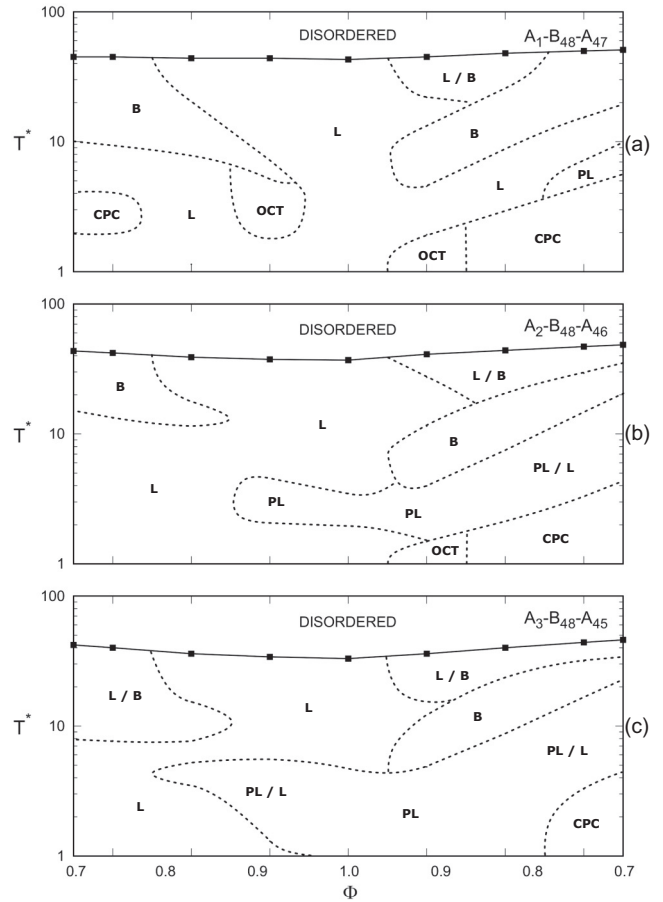 100
DISORDERED
A₁-B₄₈-A₄₇
L / B
B
T* 10
L
B
(a)
L
PL
CPC
L
OCT
OCT
CPC
1
100
DISORDERED
A₂-B₄₈-A₄₆
B
L / B
L
T* 10
B
(b)
PL / L
L
PL
PL
OCT
CPC
1
100
DISORDERED
A₃-B₄₈-A₄₅
L / B
L / B
L
B
T* 10
(c)
PL / L
PL / L
L
PL
CPC
1
0.7 0.8 0.9 1.0 0.9 0.8 0.7
Φ